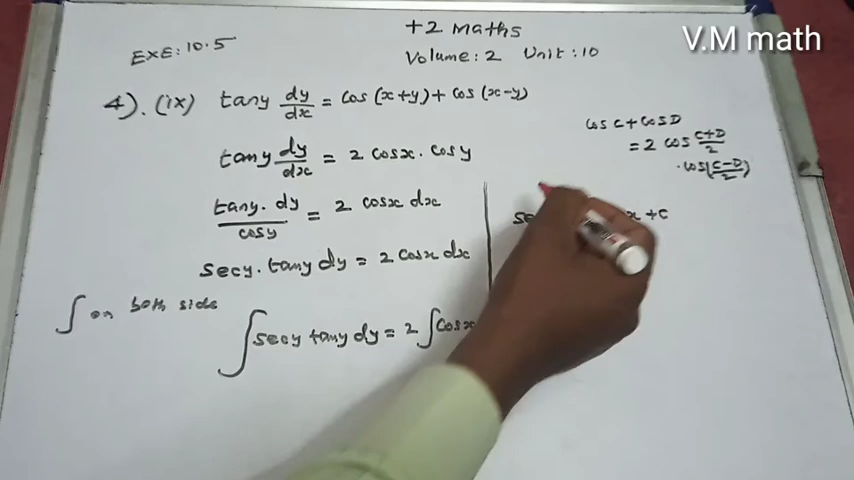 +2 Maths
V.M math
EXE: 10.5
Volume: 2 Unit: 10
4). (ix) tany dy/dx = cos (x+y) + cos (x-y)
cos C + cos D
= 2 cos (C+D)/2
. cos((C-D)/2)
tany dy/dx = 2 cosx . cosy
tany. dy/cosy = 2 cosx dx
secy. tany dy = 2 cosx dx
∫ on both side
∫ secy tany dy = 2 ∫ cosx
x + c